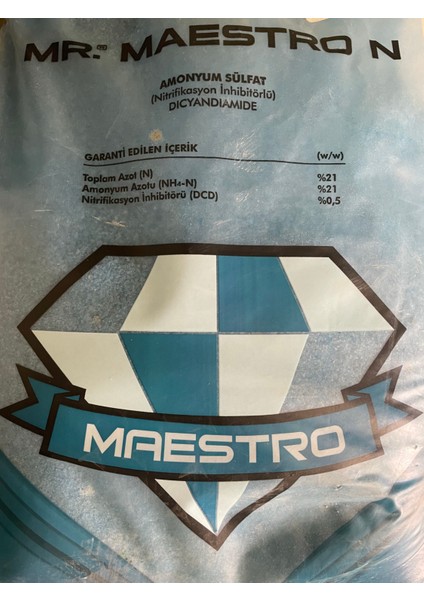 MR. MAESTRO N
AMONYUM SÜLFAT
(Nitrifikasyon İnhibitörlü)
DICYANDIAMIDE
GARANTİ EDİLEN İÇERİK (w/w)
Toplam Azot (N) %21
Amonyum Azotu (NH₄-N) %21
Nitrifikasyon İnhibitörü (DCD) %0,5
MAESTRO